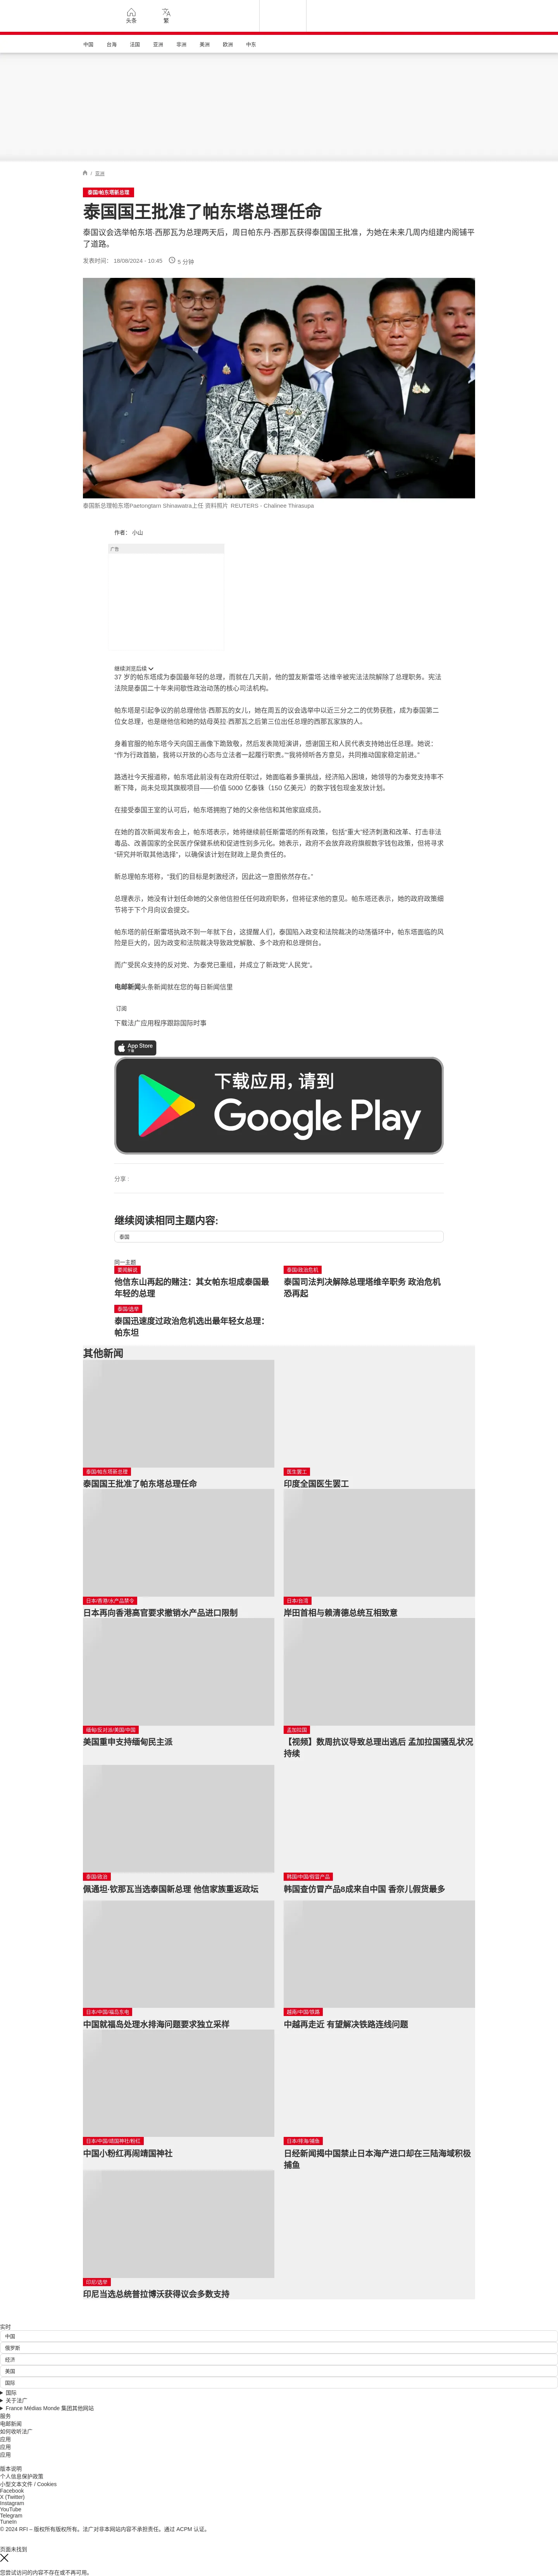 头条
繁
中国
台海
法国
亚洲
非洲
美洲
欧洲
中东
/ 亚洲
泰国/帕东塔新总理
泰国国王批准了帕东塔总理任命
泰国议会选举帕东塔·西那瓦为总理两天后，周日帕东丹·西那瓦获得泰国国王批准，为她在未来几周内组建内阁铺平了道路。
发表时间： 18/08/2024 - 10:45
5 分钟
泰国新总理帕东塔Paetongtarn Shinawatra上任 资料照片 REUTERS - Chalinee Thirasupa
作者： 小山
广告
继续浏览后续
37 岁的帕东塔成为泰国最年轻的总理，而就在几天前，他的盟友斯雷塔·达维辛被宪法法院解除了总理职务。宪法法院是泰国二十年来间歇性政治动荡的核心司法机构。
帕东塔是引起争议的前总理他信·西那瓦的女儿，她在周五的议会选举中以近三分之二的优势获胜，成为泰国第二位女总理，也是继他信和她的姑母英拉·西那瓦之后第三位出任总理的西那瓦家族的人。
身着官服的帕东塔今天向国王画像下跪致敬，然后发表简短演讲，感谢国王和人民代表支持她出任总理。她说：“作为行政首脑，我将以开放的心态与立法者一起履行职责。”“我将倾听各方意见，共同推动国家稳定前进。”
路透社今天报道称，帕东塔此前没有在政府任职过，她面临着多重挑战，经济陷入困境，她领导的为泰党支持率不断下降，尚未兑现其旗舰项目——价值 5000 亿泰铢（150 亿美元）的数字钱包现金发放计划。
在接受泰国王室的认可后，帕东塔拥抱了她的父亲他信和其他家庭成员。
在她的首次新闻发布会上，帕东塔表示，她将继续前任斯雷塔的所有政策，包括“重大”经济刺激和改革、打击非法毒品、改善国家的全民医疗保健系统和促进性别多元化。她表示，政府不会放弃政府旗舰数字钱包政策，但将寻求“研究并听取其他选择”，以确保该计划在财政上是负责任的。
新总理帕东塔称，“我们的目标是刺激经济，因此这一意图依然存在。”
总理表示，她没有计划任命她的父亲他信担任任何政府职务，但将征求他的意见。帕东塔还表示，她的政府政策细节将于下个月向议会提交。
帕东塔的前任斯雷塔执政不到一年就下台，这提醒人们，泰国陷入政变和法院裁决的动荡循环中，帕东塔面临的风险是巨大的，因为政变和法院裁决导致政党解散、多个政府和总理倒台。
而广受民众支持的反对党、为泰党已重组，并成立了新政党“人民党”。
电邮新闻头条新闻就在您的每日新闻信里
订阅
下载法广应用程序跟踪国际时事
App Store
下载
下载应用，请到
Google Play
分享 :
继续阅读相同主题内容:
泰国
同一主题
要闻解说
他信东山再起的赌注：其女帕东坦成泰国最年轻的总理
泰国/政治危机
泰国司法判决解除总理塔维辛职务 政治危机恐再起
泰国/选举
泰国迅速度过政治危机选出最年轻女总理：帕东坦
其他新闻
泰国/帕东塔新总理
泰国国王批准了帕东塔总理任命
医生罢工
印度全国医生罢工
日本/香港/水产品禁令
日本再向香港高官要求撤销水产品进口限制
日本/台湾
岸田首相与赖清德总统互相致意
缅甸/反对派/美国/中国
美国重申支持缅甸民主派
孟加拉国
【视频】数周抗议导致总理出逃后 孟加拉国骚乱状况持续
泰国/政治
佩通坦·钦那瓦当选泰国新总理 他信家族重返政坛
韩国/中国/假冒产品
韩国查仿冒产品8成来自中国 香奈儿假货最多
日本/中国/福岛东电
中国就福岛处理水排海问题要求独立采样
越南/中国/铁路
中越再走近 有望解决铁路连线问题
日本/中国/靖国神社/粉红
中国小粉红再闹靖国神社
日本/排海/捕鱼
日经新闻揭中国禁止日本海产进口却在三陆海域积极捕鱼
印尼/选举
印尼当选总统普拉博沃获得议会多数支持
实时
中国
俄罗斯
经济
美国
国际
国际
关于法广
France Médias Monde 集团其他网站
服务
电邮新闻
如何收听法广
应用
应用
应用
版本说明
个人信息保护政策
小型文本文件 / Cookies
Facebook
X (Twitter)
Instagram
YouTube
Telegram
TuneIn
© 2024 RFI – 版权所有版权所有。法广对非本网站内容不承担责任。通过 ACPM 认证。
页面未找到
您尝试访问的内容不存在或不再可用。